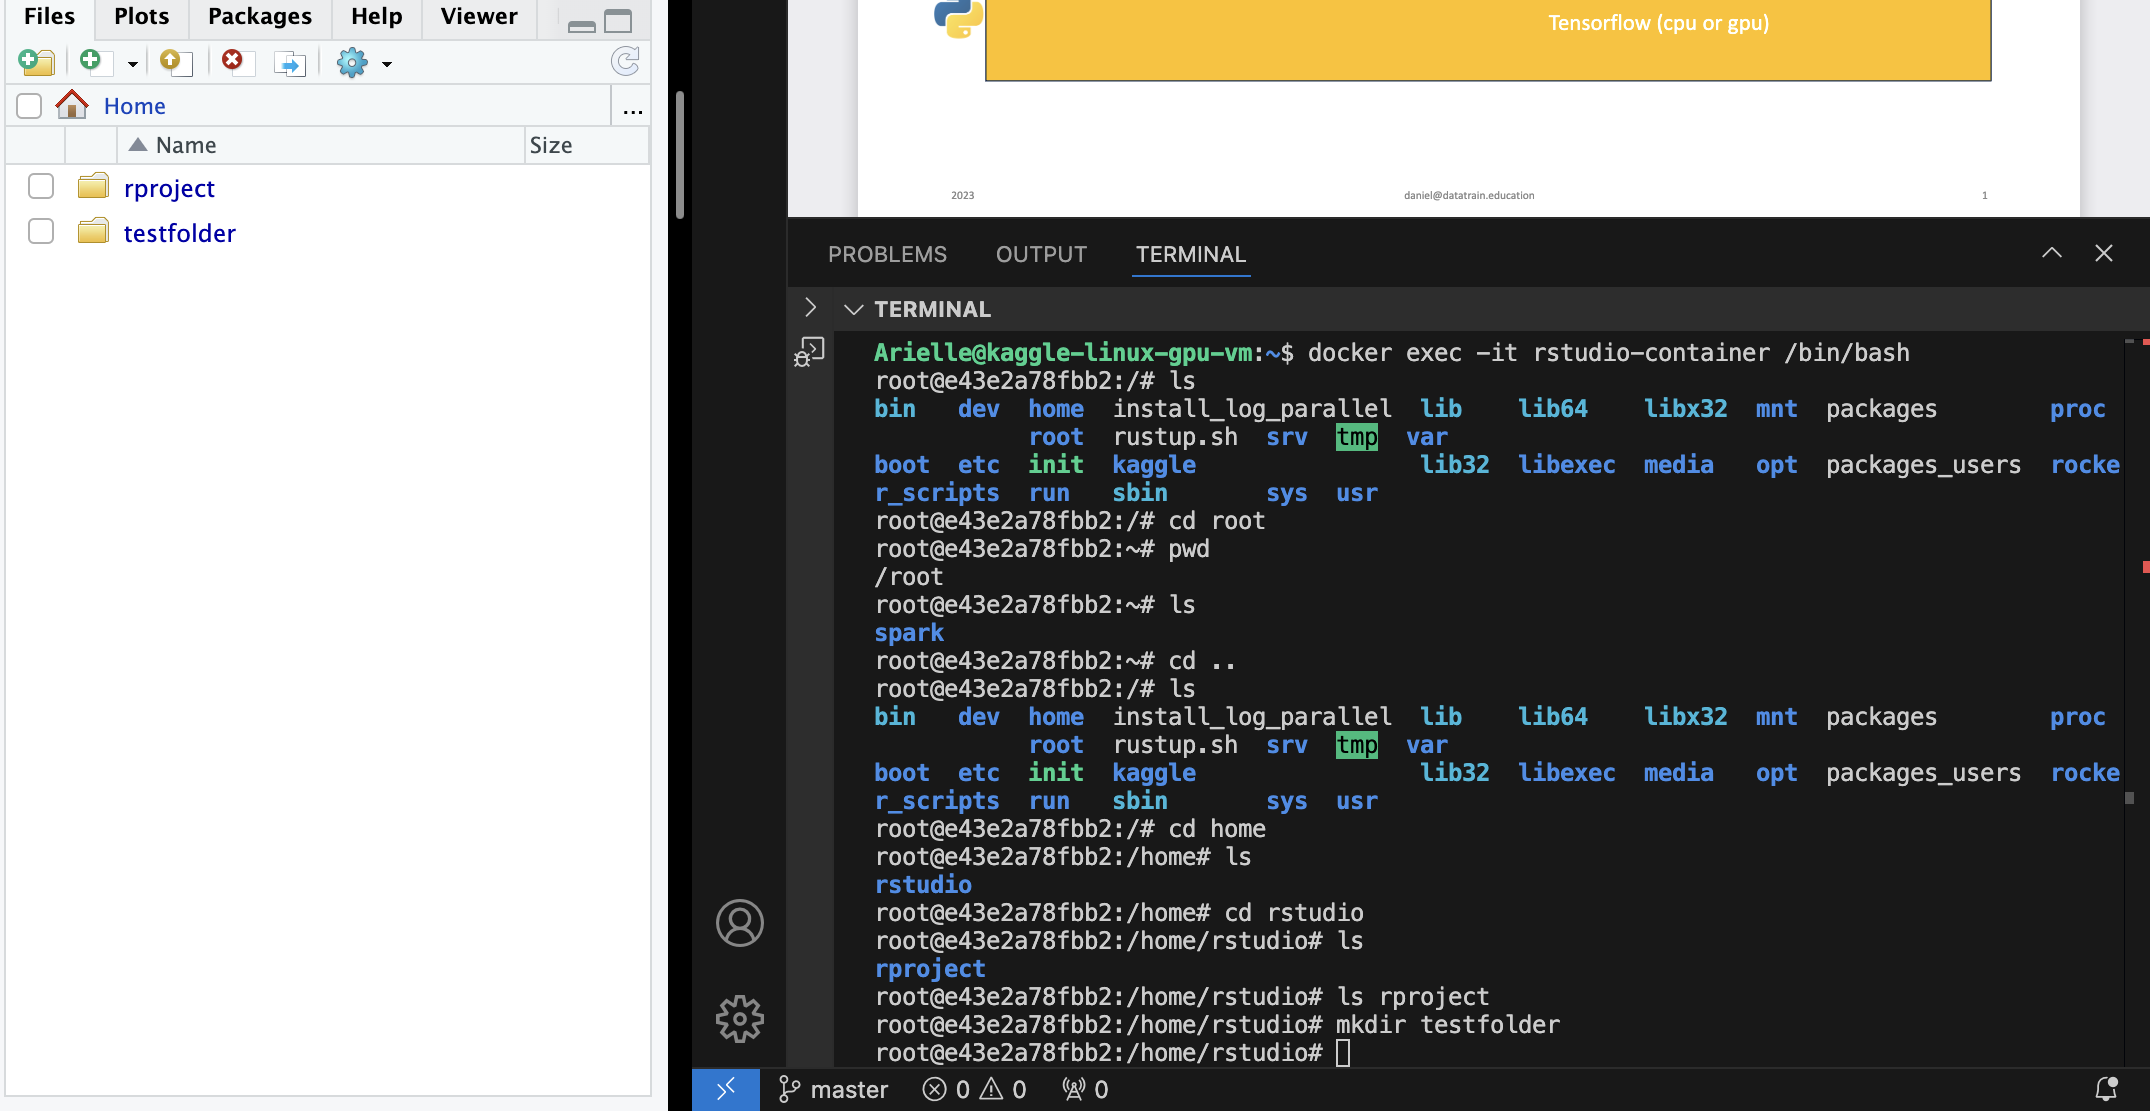 Files Plots Packages Help Viewer
Home ...
Name Size
rproject
testfolder
Tensorflow (cpu or gpu)
2023 daniel@datatrain.education 1
PROBLEMS OUTPUT TERMINAL
TERMINAL
Arielle@kaggle-linux-gpu-vm:~$ docker exec -it rstudio-container /bin/bash
root@e43e2a78fbb2:/# ls
bin dev home install_log_parallel lib lib64 libx32 mnt packages proc
root rustup.sh srv tmp var
boot etc init kaggle lib32 libexec media opt packages_users rocke
r_scripts run sbin sys usr
root@e43e2a78fbb2:/# cd root
root@e43e2a78fbb2:~# pwd
/root
root@e43e2a78fbb2:~# ls
spark
root@e43e2a78fbb2:~# cd ..
root@e43e2a78fbb2:/# ls
bin dev home install_log_parallel lib lib64 libx32 mnt packages proc
root rustup.sh srv tmp var
boot etc init kaggle lib32 libexec media opt packages_users rocke
r_scripts run sbin sys usr
root@e43e2a78fbb2:/# cd home
root@e43e2a78fbb2:/home# ls
rstudio
root@e43e2a78fbb2:/home# cd rstudio
root@e43e2a78fbb2:/home/rstudio# ls
rproject
root@e43e2a78fbb2:/home/rstudio# ls rproject
root@e43e2a78fbb2:/home/rstudio# mkdir testfolder
root@e43e2a78fbb2:/home/rstudio#
master 0 0 0